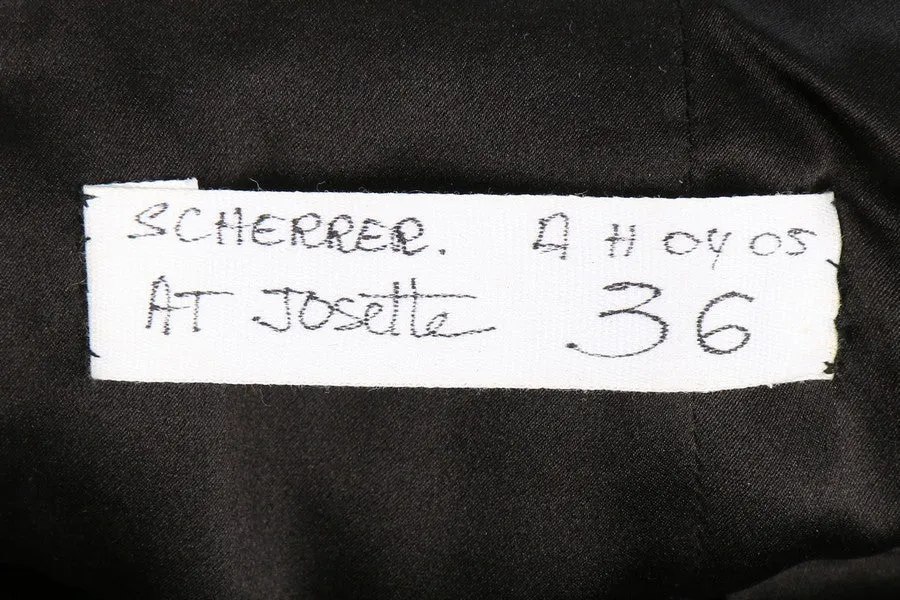 SCHERRER. A H 04 05
AT Josette 36